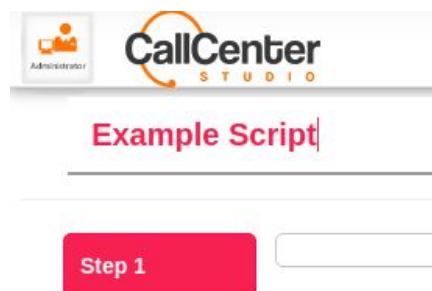 Administrator
CallCenter
STUDIO
Example Script
Step 1